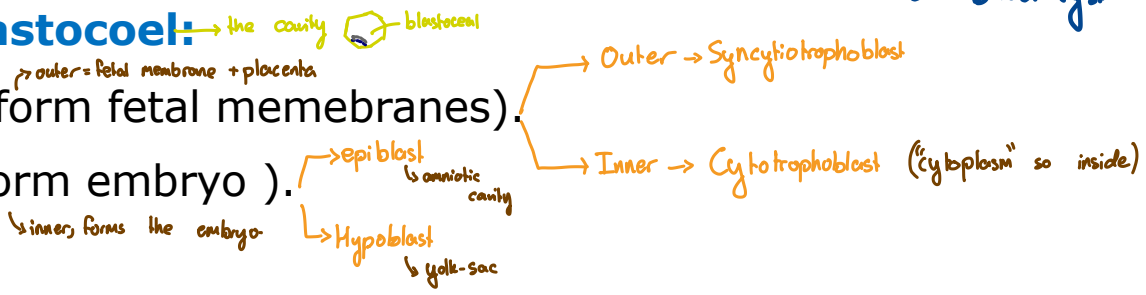 astocoel: → the cavity blastoceal
↗ outer = fetal membrane + placenta
→ Outer → Syncytiotrophoblast
form fetal memebranes).
→ epiblast
↳ amniotic cavity
→ Inner → Cytotrophoblast ("cytoplasm" so inside)
orm embryo ).
↳ inner, forms the embryo
↳ Hypoblast
↳ yolk-sac